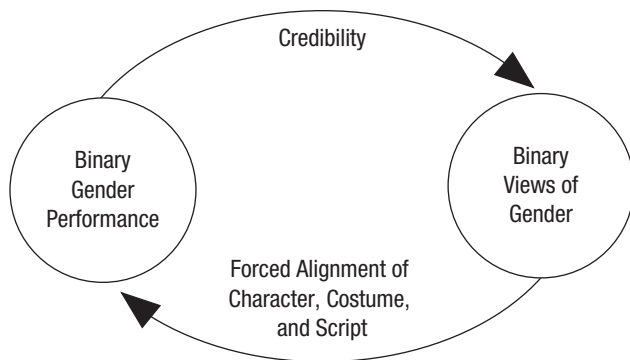 Credibility
Binary
Gender
Performance
Binary
Views of
Gender
Forced Alignment of
Character, Costume,
and Script